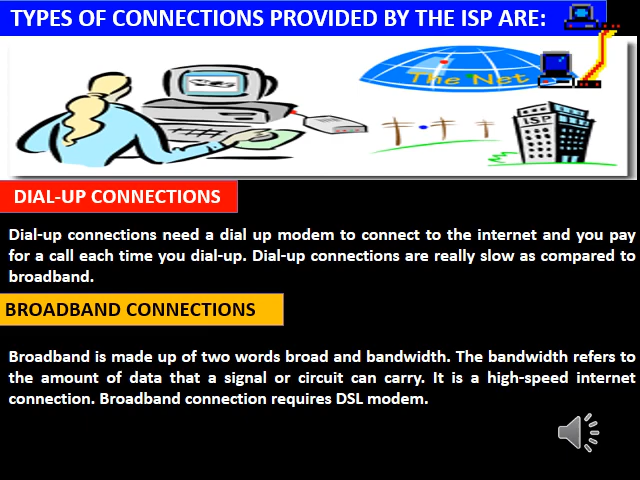 TYPES OF CONNECTIONS PROVIDED BY THE ISP ARE:
The Net
ISP
DIAL-UP CONNECTIONS
Dial-up connections need a dial up modem to connect to the internet and you pay
for a call each time you dial-up. Dial-up connections are really slow as compared to
broadband.
BROADBAND CONNECTIONS
Broadband is made up of two words broad and bandwidth. The bandwidth refers to
the amount of data that a signal or circuit can carry. It is a high-speed internet
connection. Broadband connection requires DSL modem.